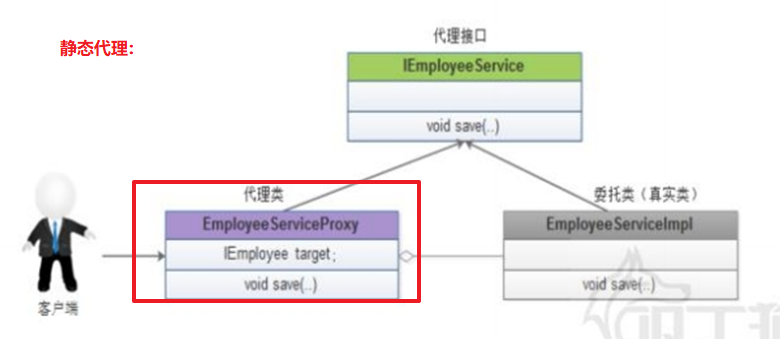 静态代理:
代理接口
IEmployeeService
void save(..)
代理类
EmployeeServiceProxy
IEmployee target;
void save(..)
委托类（真实类）
EmployeeServiceImpl
void save(..)
客户端